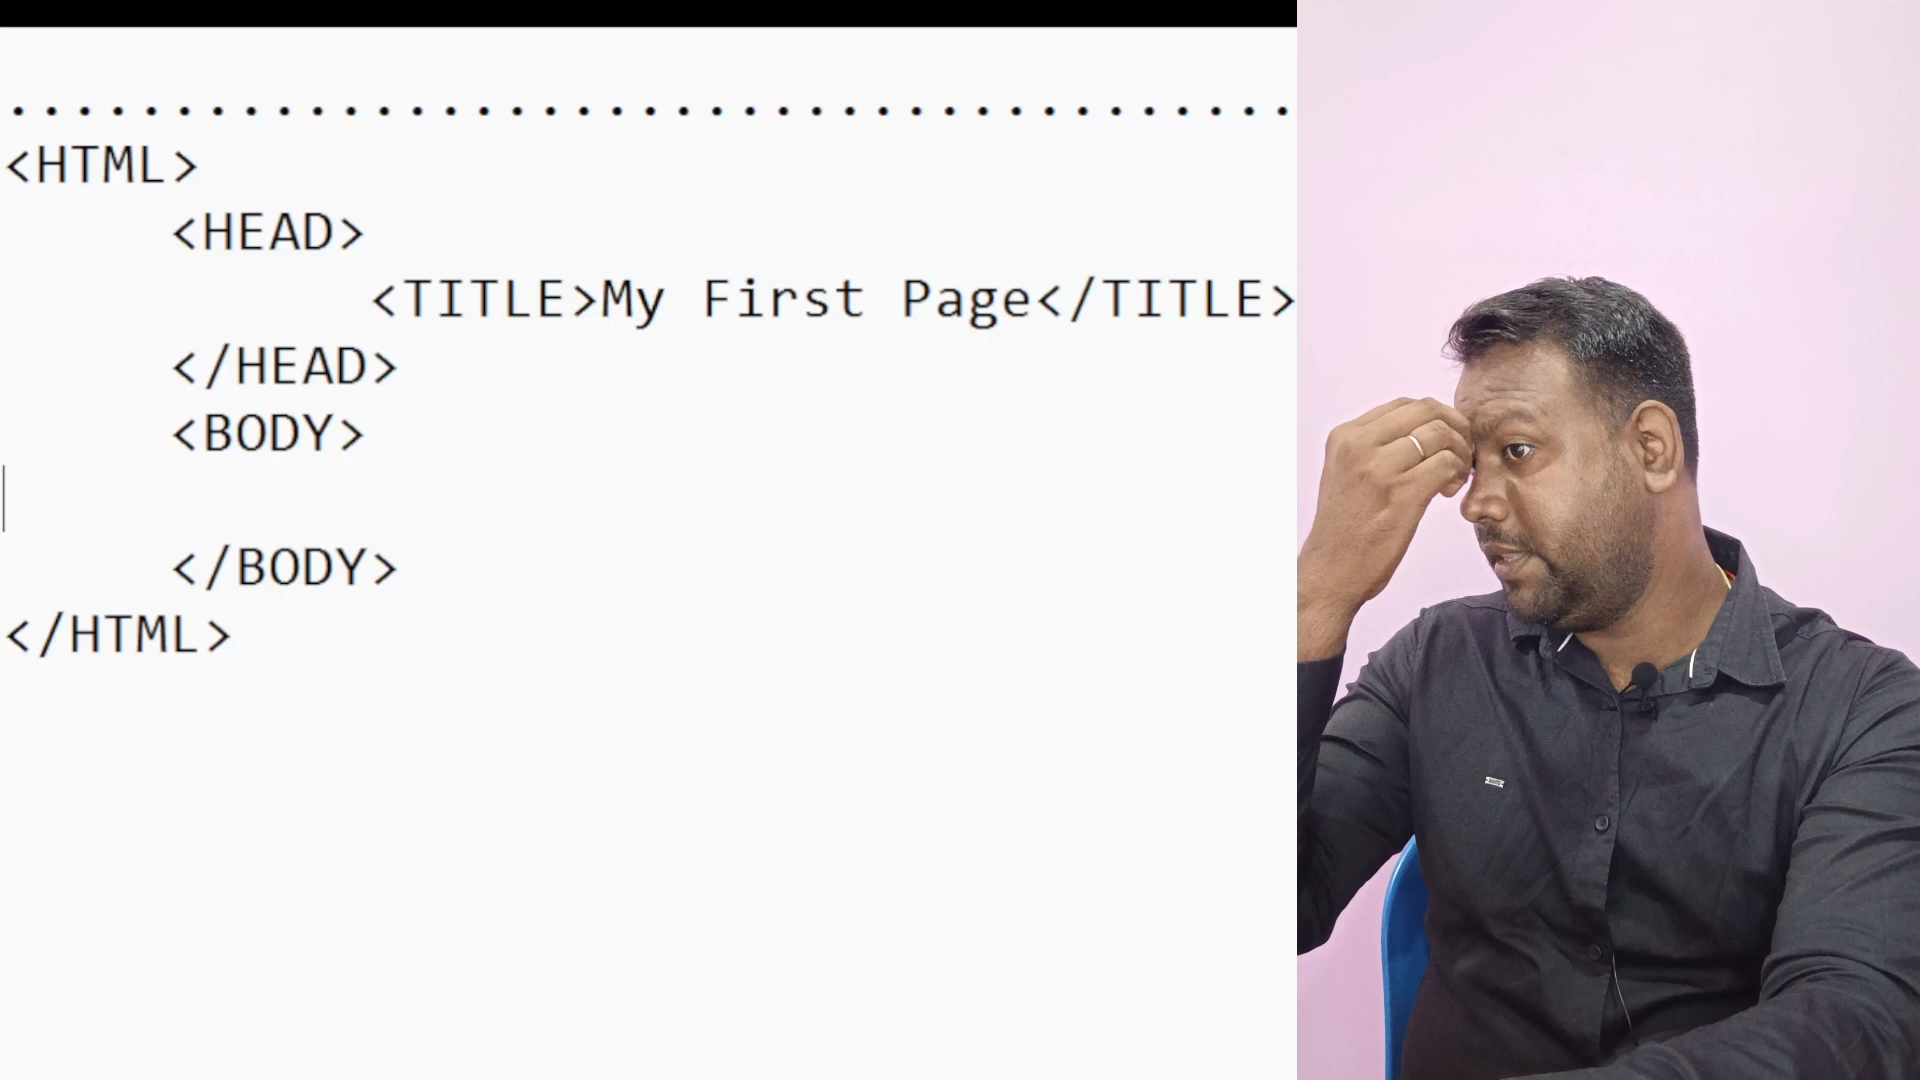 ........................................
<HTML>
<HEAD>
<TITLE>My First Page</TITLE>
</HEAD>
<BODY>
</BODY>
</HTML>